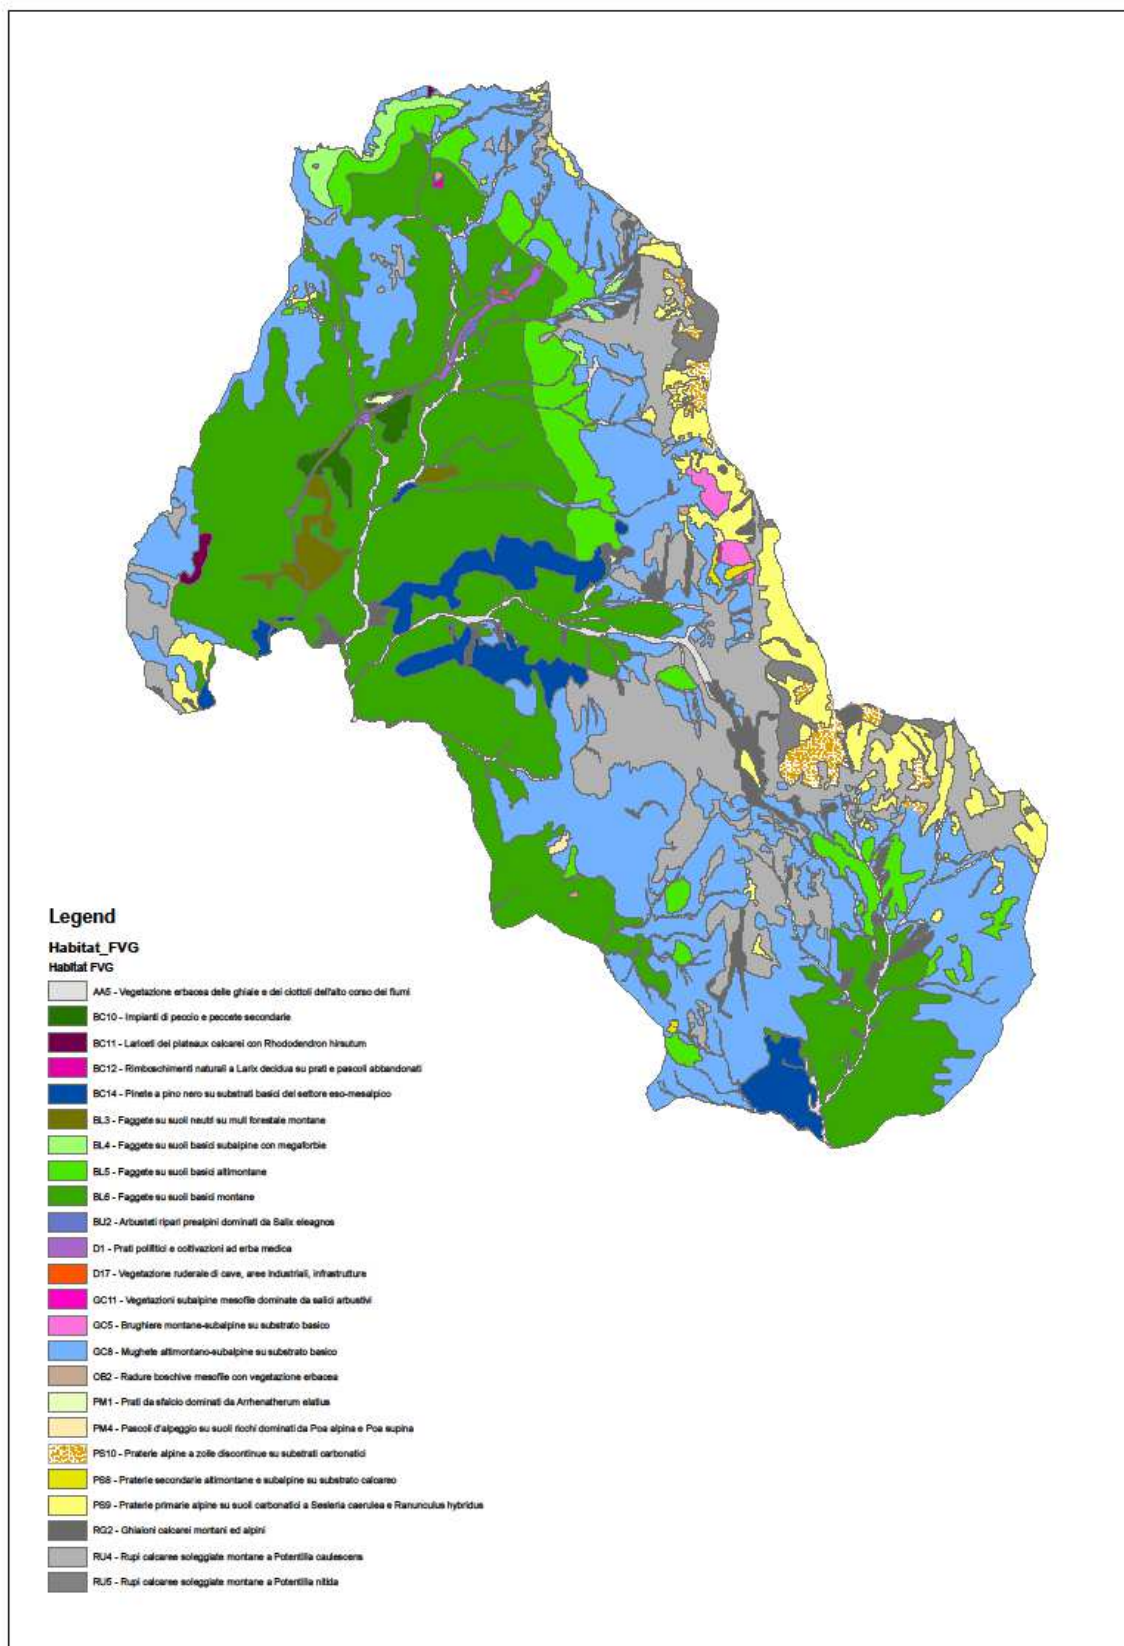 Legend
Habitat_FVG
Habitat FVG
AA5 - Vegetazione erbacea delle ghiaie e dei ciottoli dell'alto corso dei fiumi
BC10 - Impianti di peccio e peccete secondarie
BC11 - Lariceti dei plateaux calcarei con Rhododendron hirsutum
BC12 - Rimboschimenti naturali a Larix decidua su prati e pascoli abbandonati
BC14 - Pinete a pino nero su substrati basici del settore eso-mesalpico
BL3 - Faggete su suoli neutri su mull forestale montane
BL4 - Faggete su suoli basici subalpine con megaforbie
BL5 - Faggete su suoli basici altimontane
BL6 - Faggete su suoli basici montane
BU2 - Arbusteti ripari prealpini dominati da Salix eleagnos
D1 - Prati polifitici e coltivazioni ad erba medica
D17 - Vegetazione ruderale di cave, aree industriali, infrastrutture
GC11 - Vegetazioni subalpine mesofile dominate da salici arbustivi
GC5 - Brughiere montane-subalpine su substrato basico
GC8 - Mughete altimontano-subalpine su substrato basico
OB2 - Radure boschive mesofile con vegetazione erbacea
PM1 - Prati da sfalcio dominati da Arrhenatherum elatius
PM4 - Pascoli d'alpeggio su suoli ricchi dominati da Poa alpina e Poa supina
PS10 - Praterie alpine a zolle discontinue su substrati carbonatici
PS8 - Praterie secondarie altimontane e subalpine su substrato calcareo
PS9 - Praterie primarie alpine su suoli carbonatici a Sesleria caerulea e Ranunculus hybridus
RG2 - Ghiaioni calcarei montani ed alpini
RU4 - Rupi calcaree soleggiate montane a Potentilla caulescens
RU5 - Rupi calcaree soleggiate montane a Potentilla nitida